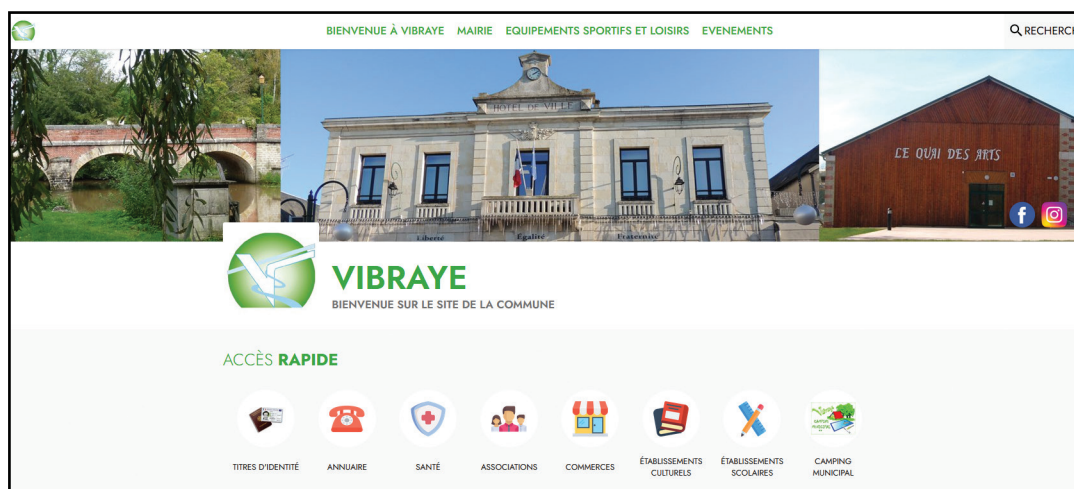 BIENVENUE À VIBRAYE MAIRIE EQUIPEMENTS SPORTIFS ET LOISIRS EVENEMENTS RECHERCH
HOTEL DE VILLE
LE QUAI DES ARTS
Liberté Égalité Fraternité
VIBRAYE
BIENVENUE SUR LE SITE DE LA COMMUNE
ACCÈS RAPIDE
TITRES D'IDENTITÉ ANNUAIRE SANTÉ ASSOCIATIONS COMMERCES ÉTABLISSEMENTS ÉTABLISSEMENTS CAMPING
CULTURELS SCOLAIRES MUNICIPAL